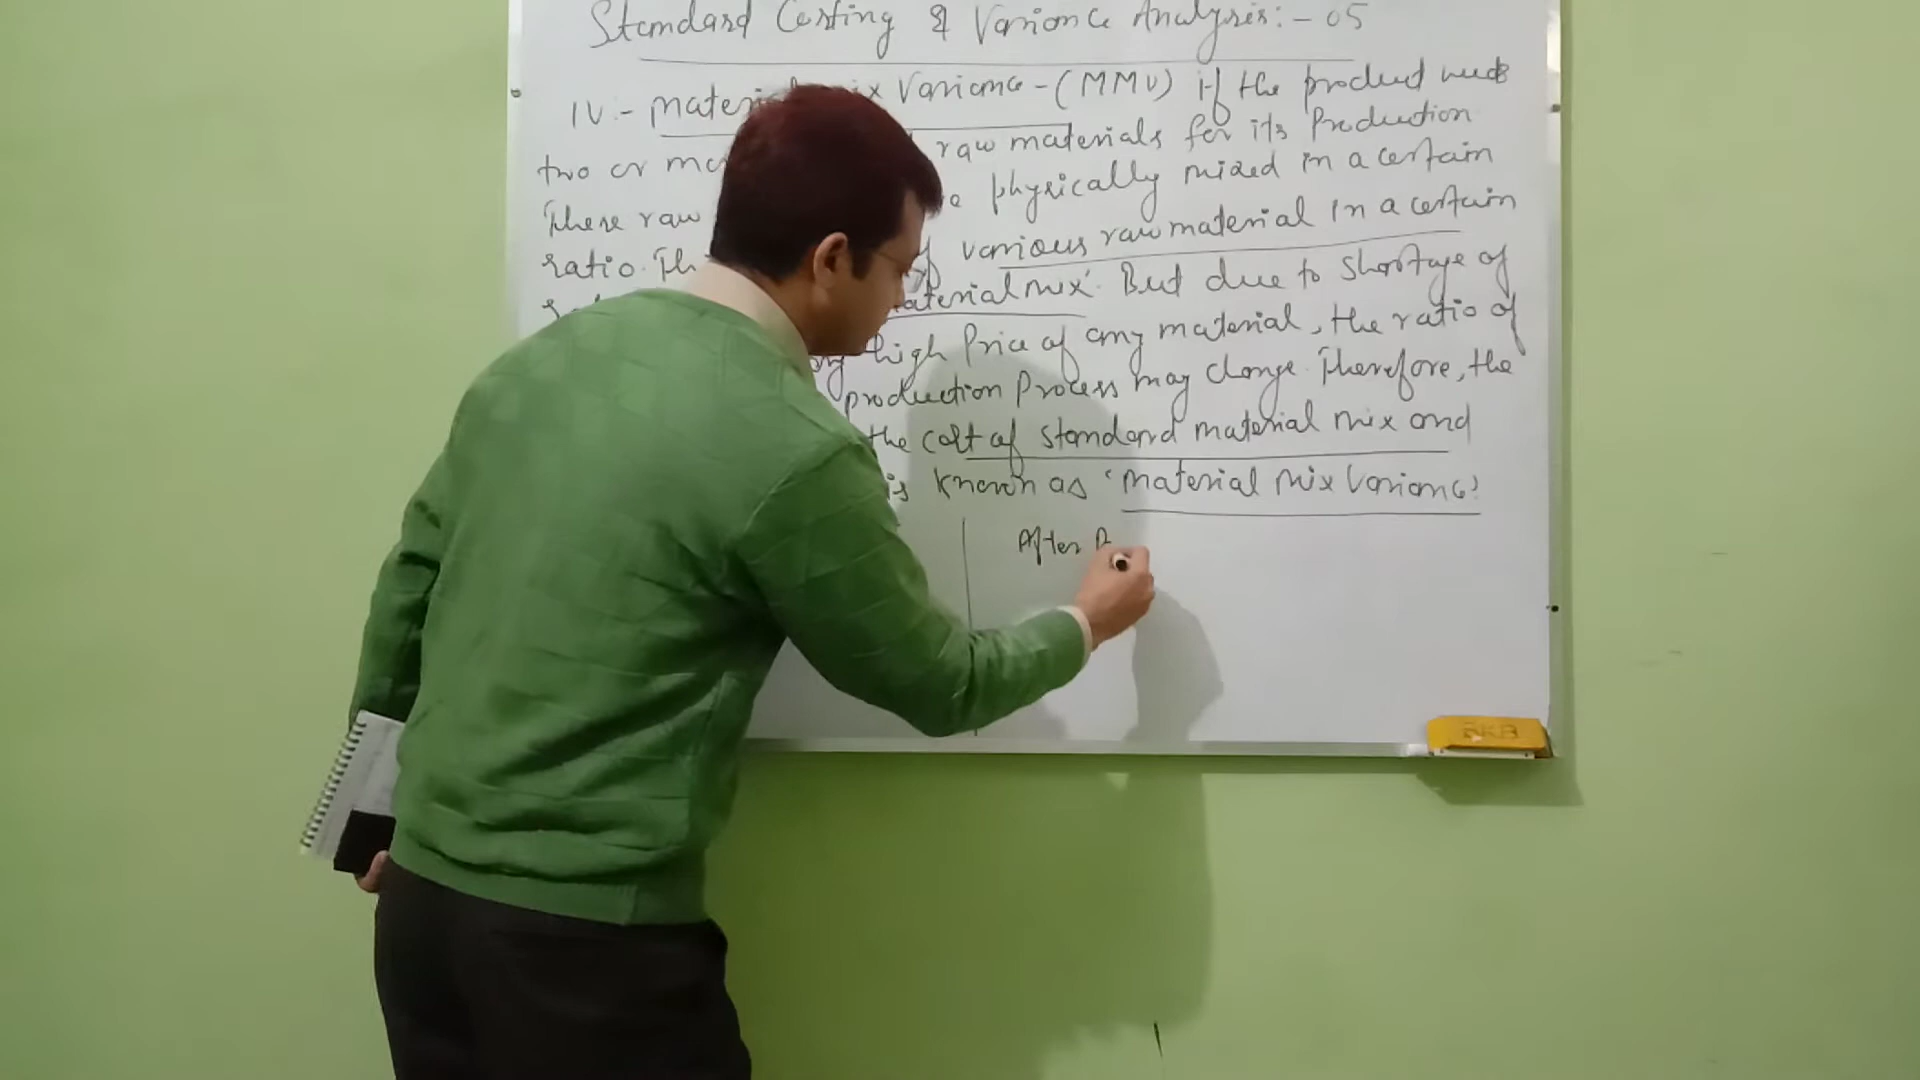 Standard Costing & Variance Analysis:- 05
IV:- Material Mix Variance - (MMV) if the product needs
two or raw materials for its Production
These raw physically mixed in a certain
ratio. of various raw material in a certain
material mix'. But due to shortage of
high Price of any material, the ratio of
production process may change. Therefore, the
the cost of standard material mix and
is known as 'material mix Variance'
After
RKB